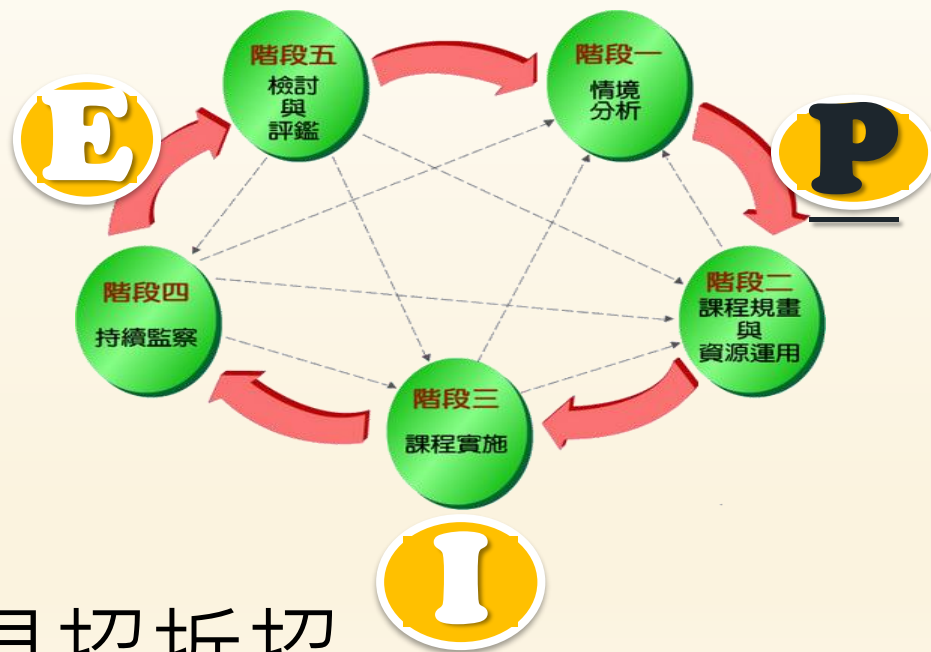 階段五
檢討
與
評鑑
階段一
情境
分析
E
P
階段四
持續監察
階段二
課程規畫
與
資源運用
階段三
課程實施
I